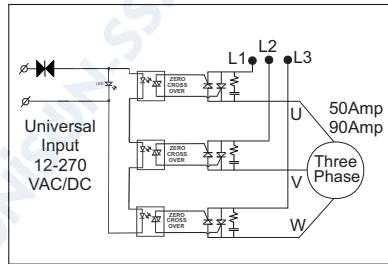 L1
L2
L3
ZERO
CROSS
OVER
U
50Amp
90Amp
Universal
Input
12-270
VAC/DC
ZERO
CROSS
OVER
V
Three
Phase
ZERO
CROSS
OVER
W